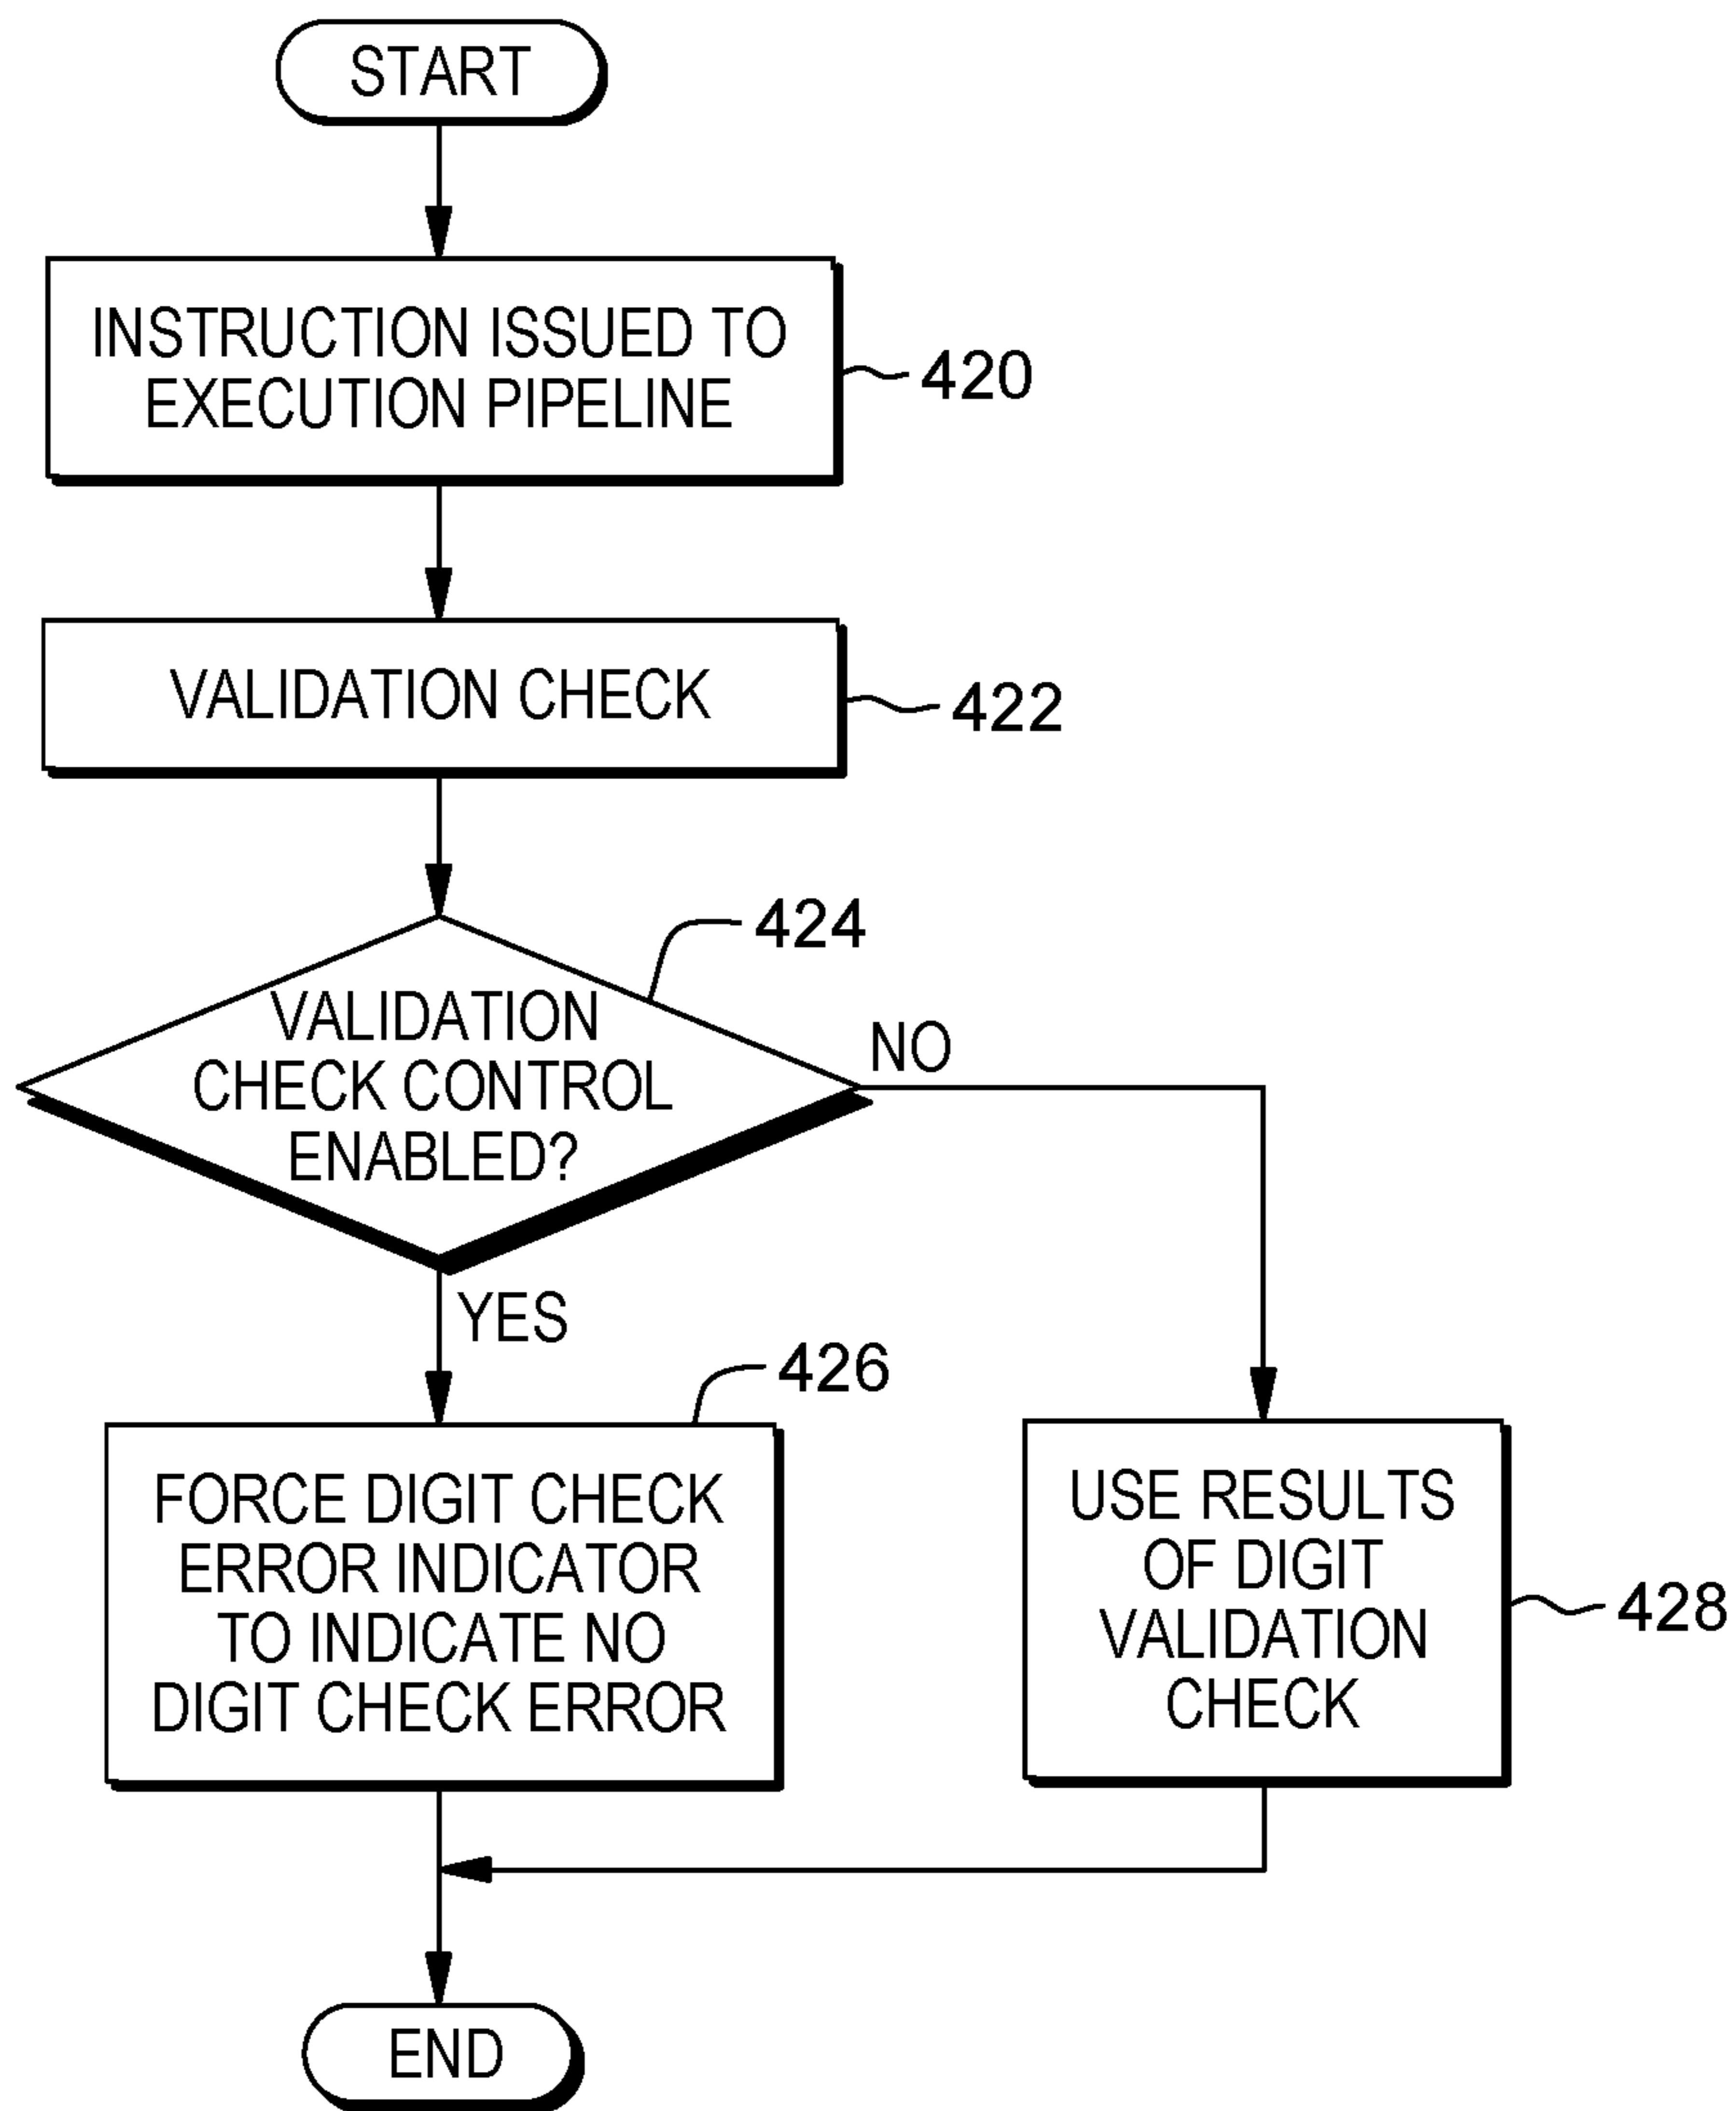 START
INSTRUCTION ISSUED TO
EXECUTION PIPELINE
420
VALIDATION CHECK
422
424
VALIDATION
CHECK CONTROL
ENABLED?
NO
YES
426
FORCE DIGIT CHECK
ERROR INDICATOR
TO INDICATE NO
DIGIT CHECK ERROR
USE RESULTS
OF DIGIT
VALIDATION
CHECK
428
END